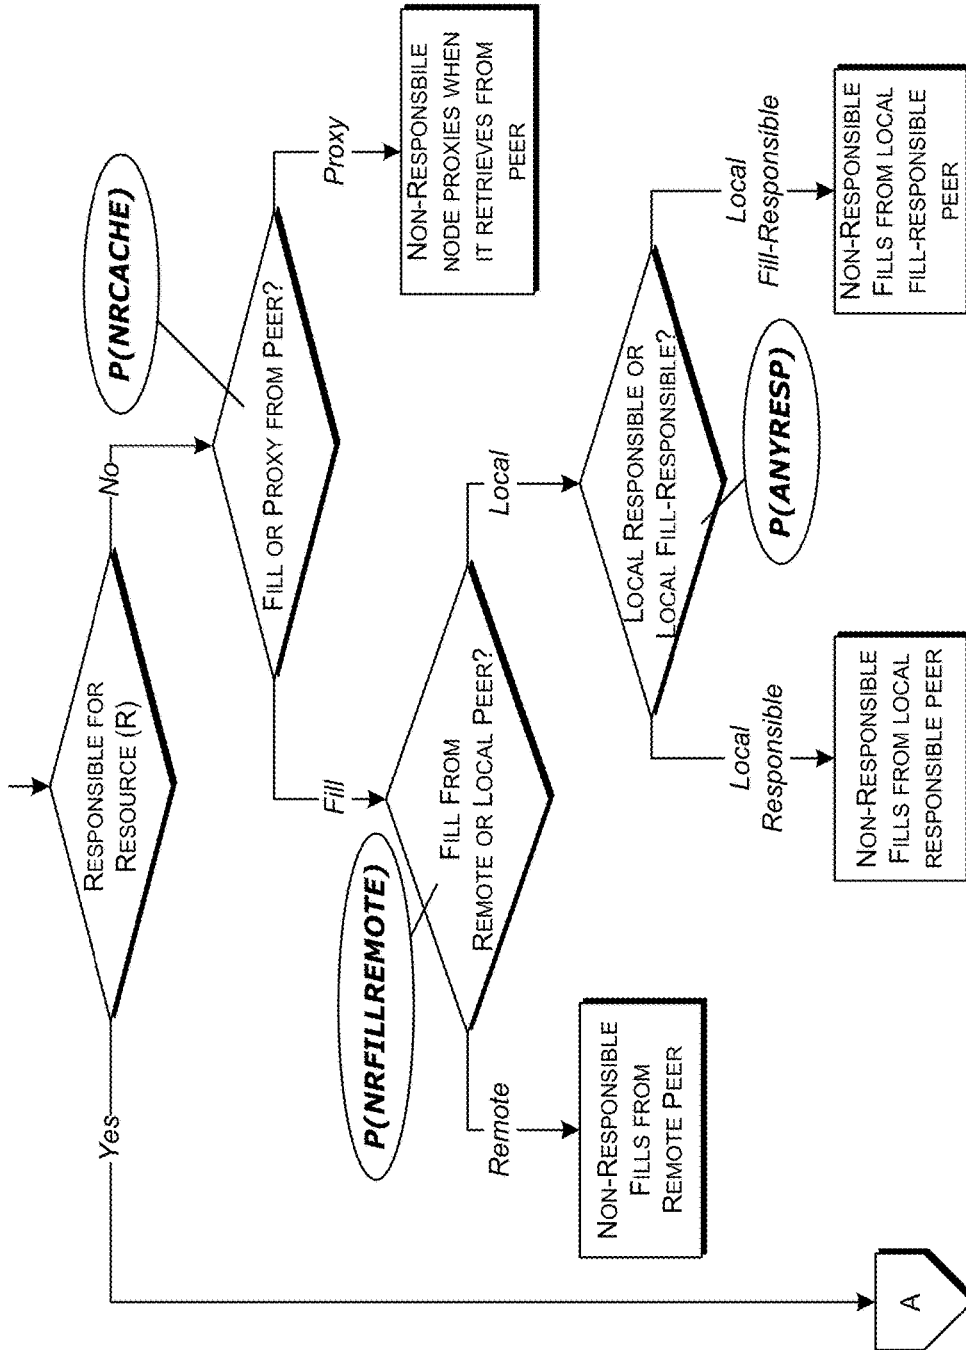 RESPONSIBLE FOR
RESOURCE (R)
Yes
No
P(NRCACHE)
FILL OR PROXY FROM PEER?
Fill
Proxy
NON-RESPONSBILE
NODE PROXIES WHEN
IT RETRIEVES FROM
PEER
P(NRFILLREMOTE)
FILL FROM
REMOTE OR LOCAL PEER?
Remote
Local
NON-RESPONSIBLE
FILLS FROM
REMOTE PEER
LOCAL RESPONSIBLE OR
LOCAL FILL-RESPONSIBLE?
P(ANYRESP)
Local
Responsible
Local
Fill-Responsible
NON-RESPONSIBLE
FILLS FROM LOCAL
RESPONSIBLE PEER
NON-RESPONSIBLE
FILLS FROM LOCAL
FILL-RESPONSIBLE
PEER
A